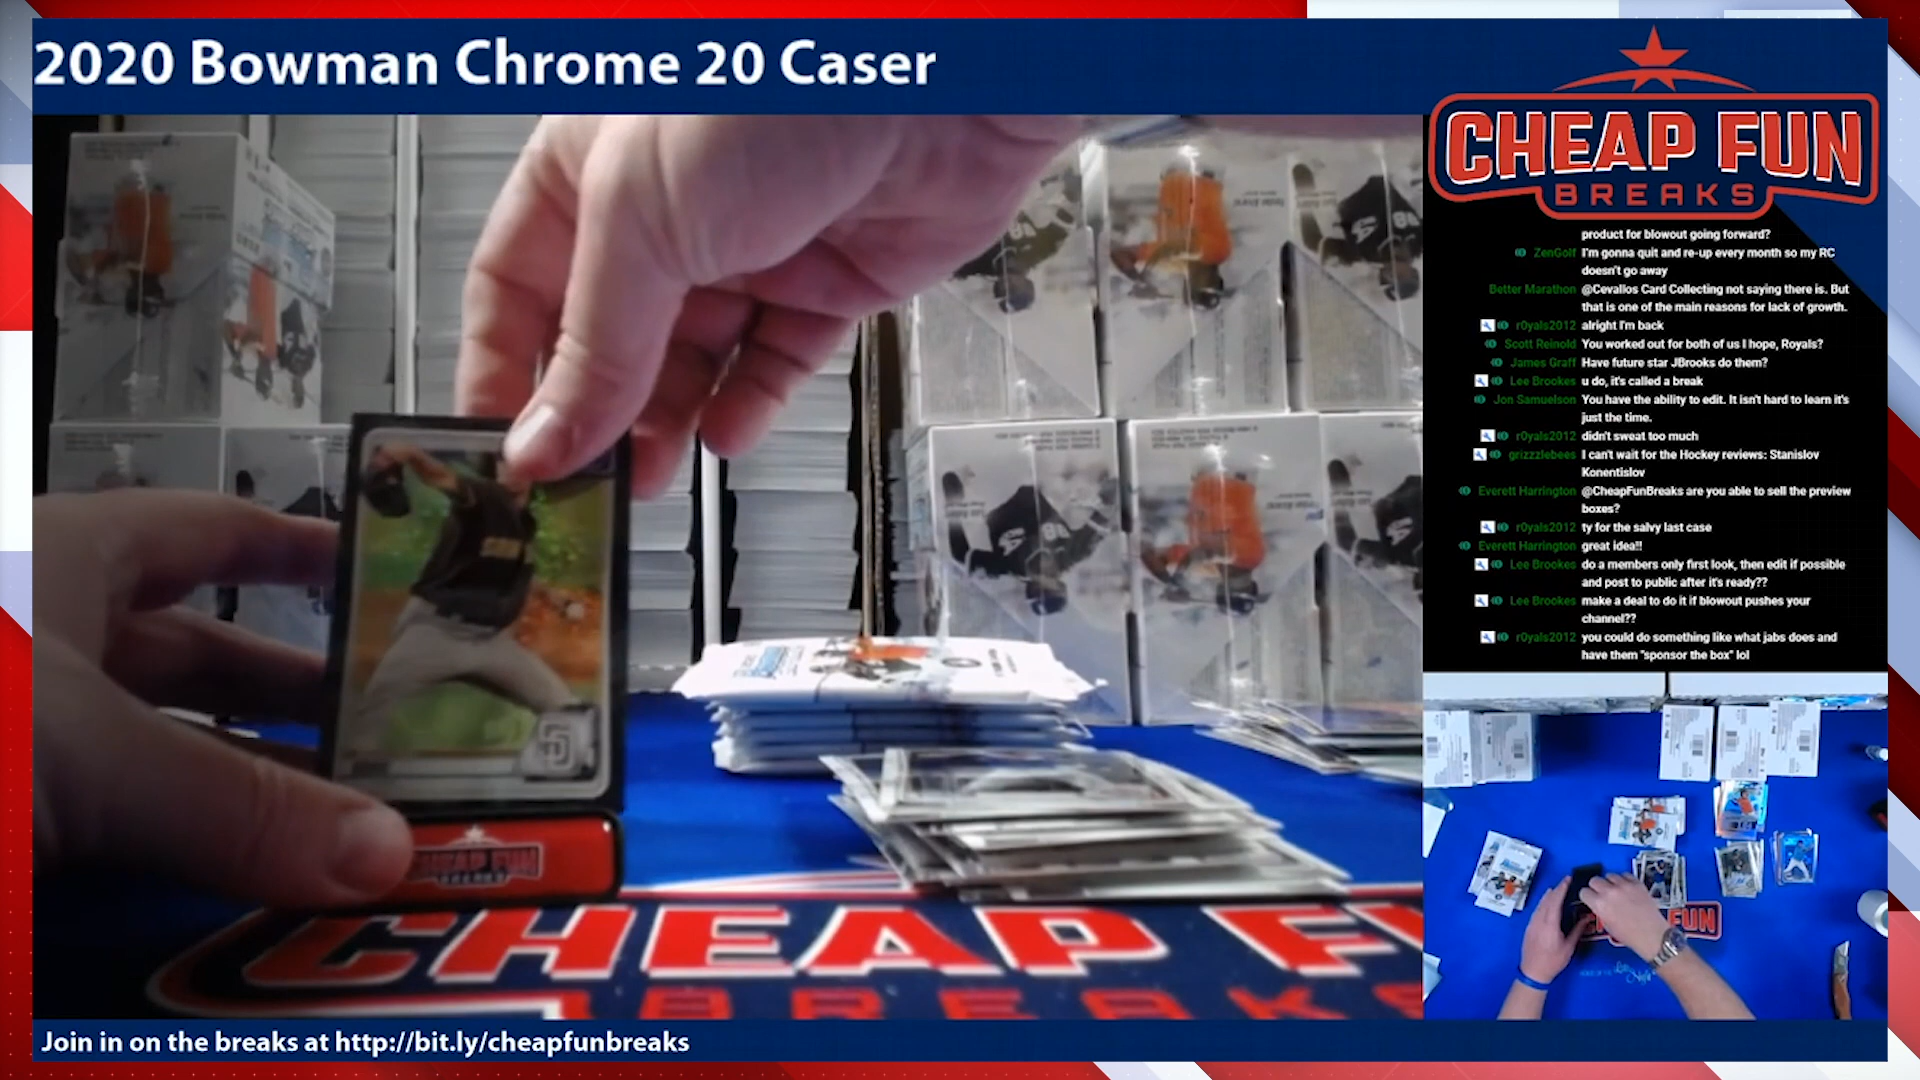 2020 Bowman Chrome 20 Caser
CHEAP FUN
BREAKS
product for blowout going forward?
ZenGolf I'm gonna quit and re-up every month so my RC
doesn't go away
Better Marathon @Cevallos Card Collecting not saying there is. But
that is one of the main reasons for lack of growth.
r0yals2012 alright I'm back
Scott Reinold You worked out for both of us I hope, Royals?
James Graff Have future star JBrooks do them?
Lee Brookes u do, it's called a break
Jon Samuelson You have the ability to edit. It isn't hard to learn it's
just the time.
r0yals2012 didn't sweat too much
grizzzlebees I can't wait for the Hockey reviews: Stanislov
Konentislov
Everett Harrington @CheapFunBreaks are you able to sell the preview
boxes?
r0yals2012 ty for the salvy last case
Everett Harrington great idea!!
Lee Brookes do a members only first look, then edit if possible
and post to public after it's ready??
Lee Brookes make a deal to do it if blowout pushes your
channel??
r0yals2012 you could do something like what jabs does and
have them "sponsor the box" lol
SD
CHEAP FUN
BREAKS
CHEAP F
BREAKS
FUN
Join in on the breaks at http://bit.ly/cheapfunbreaks